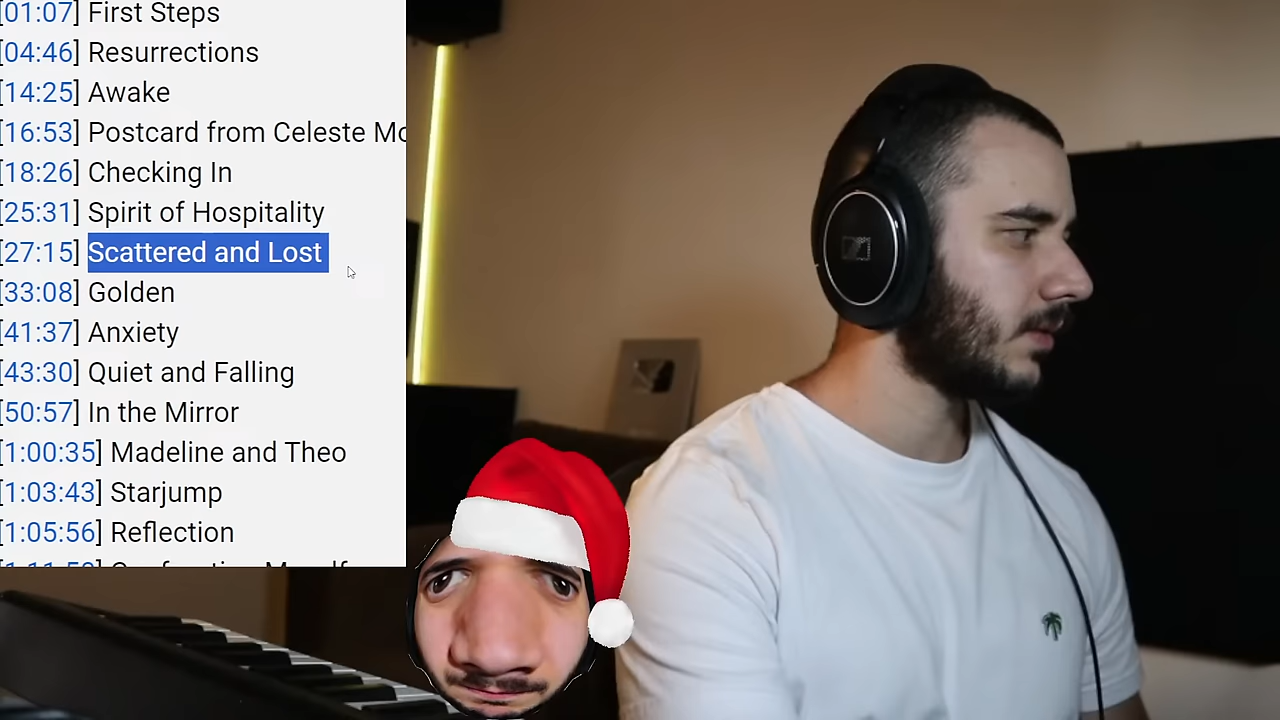 [01:07] First Steps
[04:46] Resurrections
[14:25] Awake
[16:53] Postcard from Celeste Mo
[18:26] Checking In
[25:31] Spirit of Hospitality
[27:15] Scattered and Lost
[33:08] Golden
[41:37] Anxiety
[43:30] Quiet and Falling
[50:57] In the Mirror
[1:00:35] Madeline and Theo
[1:03:43] Starjump
[1:05:56] Reflection